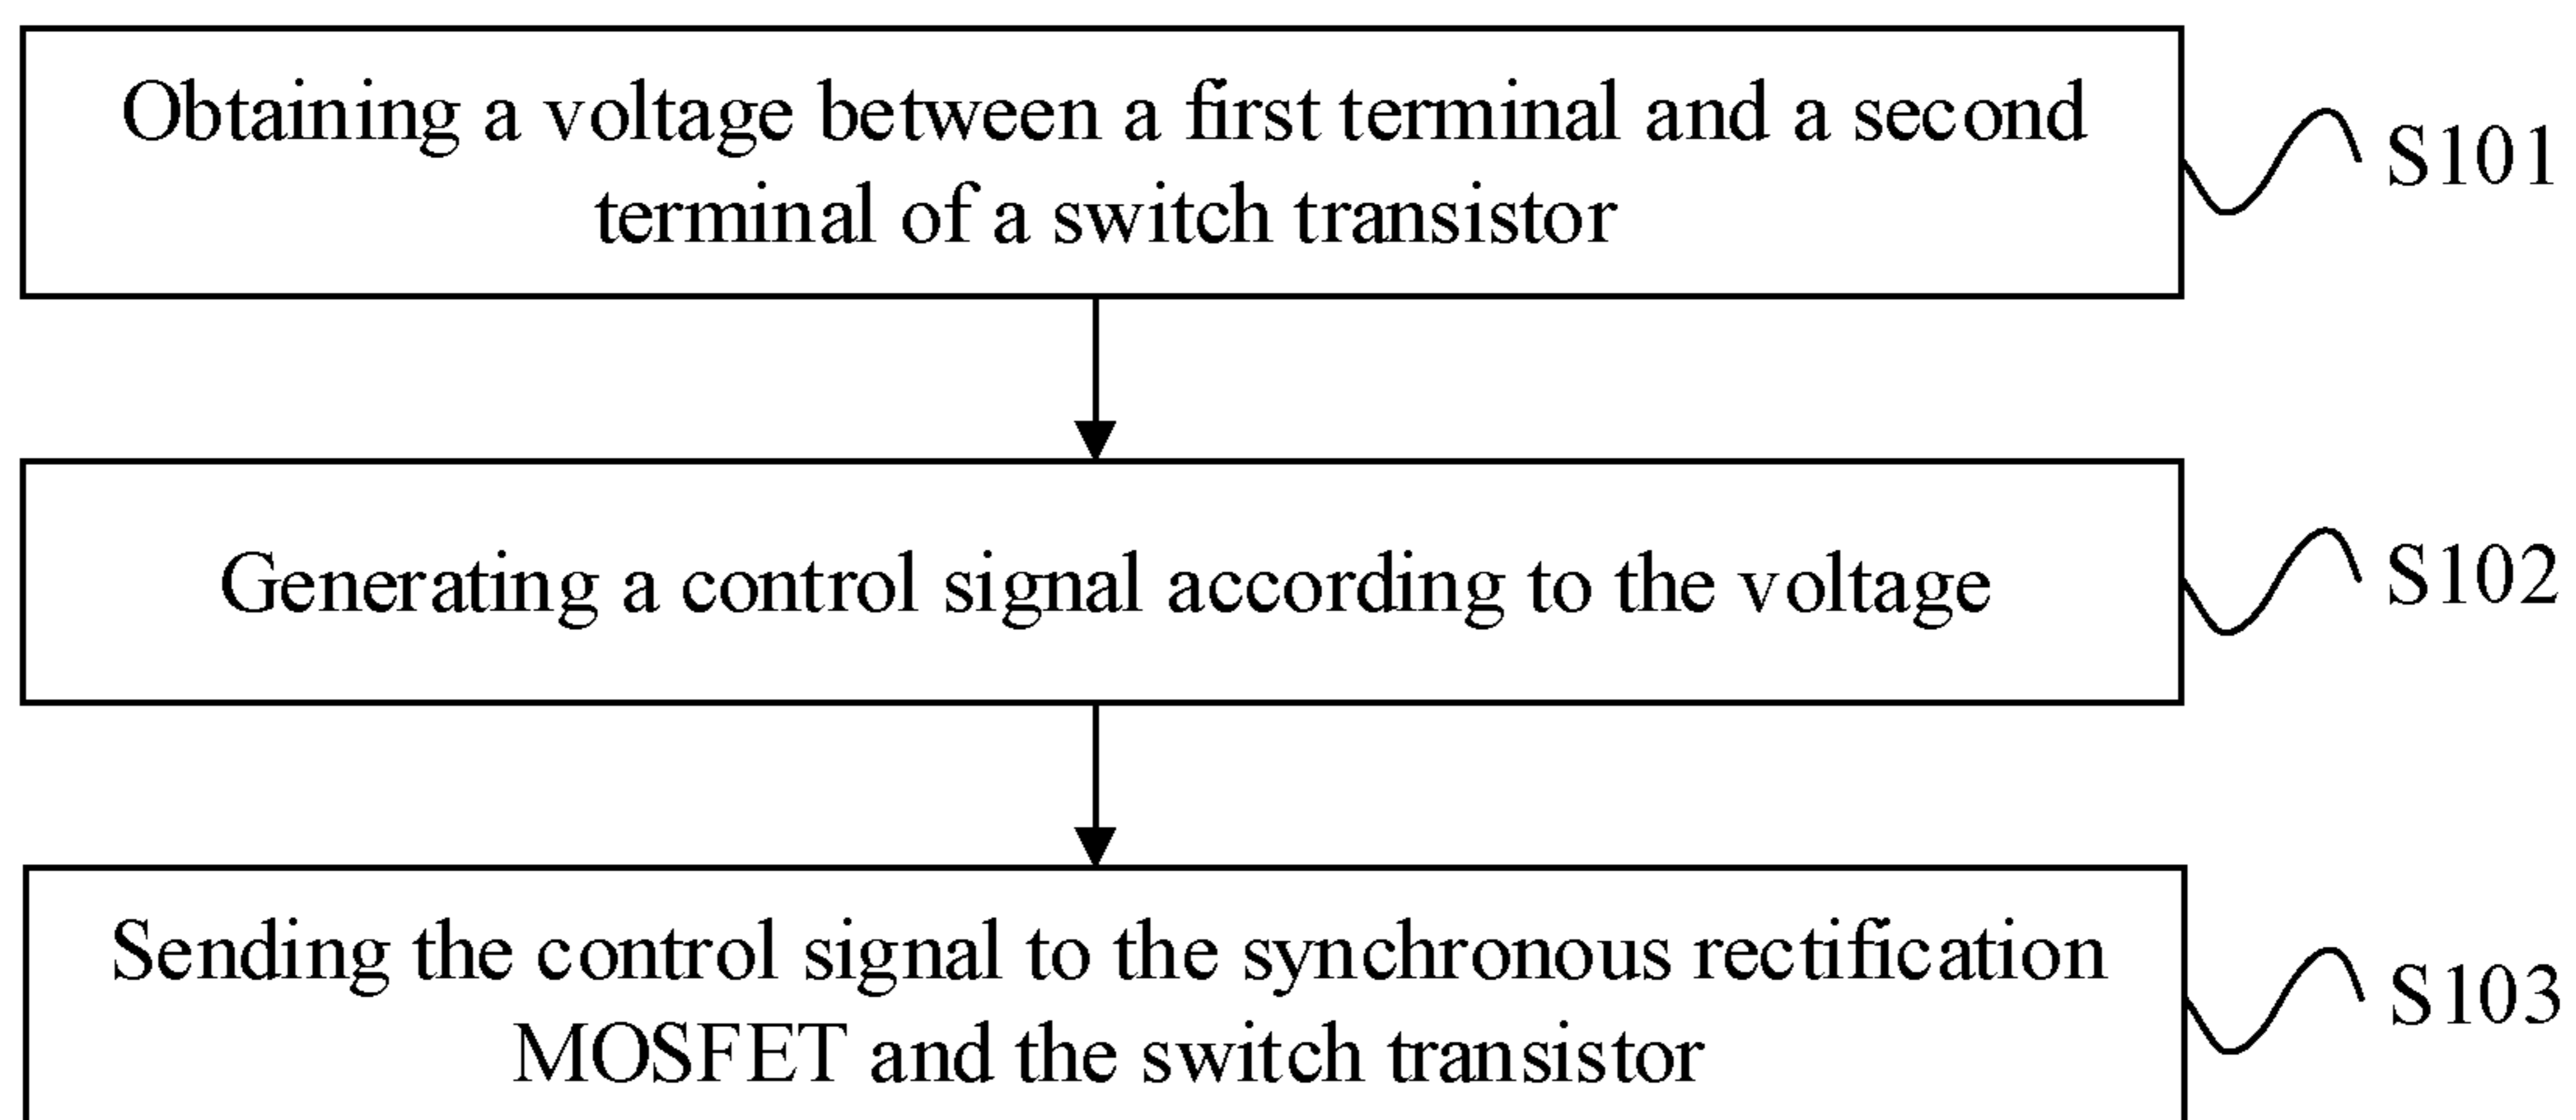 Obtaining a voltage between a first terminal and a second
terminal of a switch transistor
S101
Generating a control signal according to the voltage
S102
Sending the control signal to the synchronous rectification
MOSFET and the switch transistor
S103